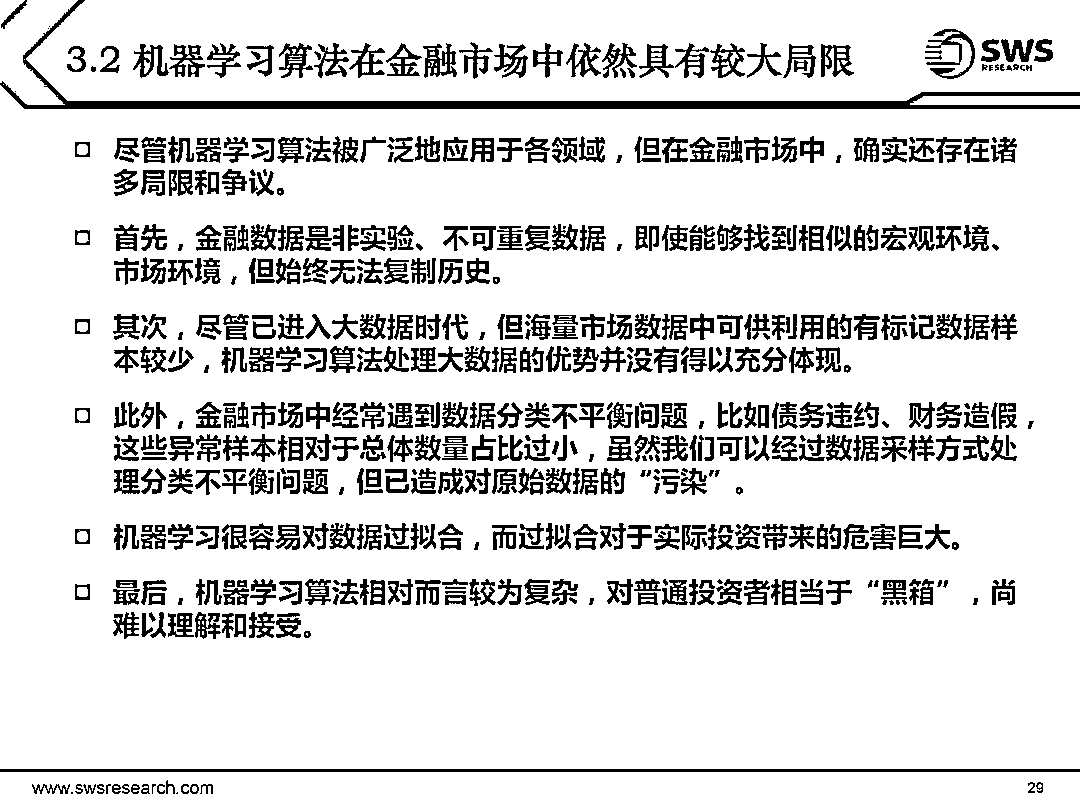 3.2 机器学习算法在金融市场中依然具有较大局限
SWS
RESEARCH
尽管机器学习算法被广泛地应用于各领域，但在金融市场中，确实还存在诸
多局限和争议。
首先，金融数据是非实验、不可重复数据，即使能够找到相似的宏观环境、
市场环境，但始终无法复制历史。
其次，尽管已进入大数据时代，但海量市场数据中可供利用的有标记数据样
本较少，机器学习算法处理大数据的优势并没有得以充分体现。
此外，金融市场中经常遇到数据分类不平衡问题，比如债务违约、财务造假，
这些异常样本相对于总体数量占比过小，虽然我们可以经过数据采样方式处
理分类不平衡问题，但已造成对原始数据的“污染”。
机器学习很容易对数据过拟合，而过拟合对于实际投资带来的危害巨大。
最后，机器学习算法相对而言较为复杂，对普通投资者相当于“黑箱”，尚
难以理解和接受。
www.swsresearch.com
29